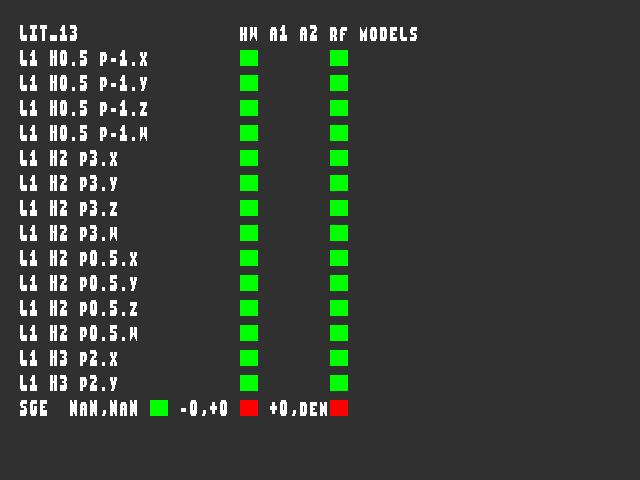 LIT_13 HW A1 A2 RF MODELS
L1 H0.5 P-1.X
L1 H0.5 P-1.Y
L1 H0.5 P-1.Z
L1 H0.5 P-1.W
L1 H2 P3.X
L1 H2 P3.Y
L1 H2 P3.Z
L1 H2 P3.W
L1 H2 P0.5.X
L1 H2 P0.5.Y
L1 H2 P0.5.Z
L1 H2 P0.5.W
L1 H3 P2.X
L1 H3 P2.Y
SGE NAN,NAN -0,+0 +0,DEN